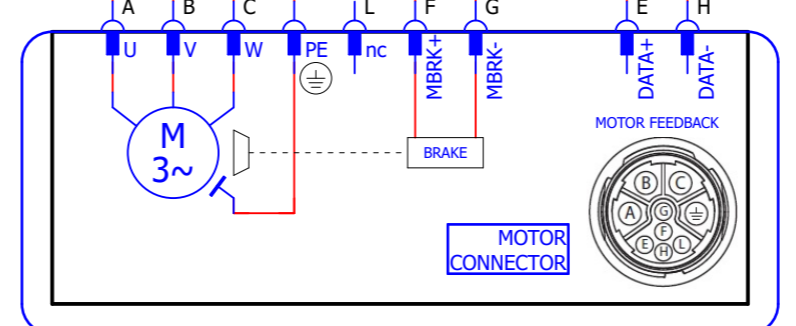 A B C L F G E H
U V W PE nc MBRK+ MBRK- DATA+ DATA-
MOTOR FEEDBACK
M
3~
BRAKE
B C
A G
F
E H L
MOTOR
CONNECTOR